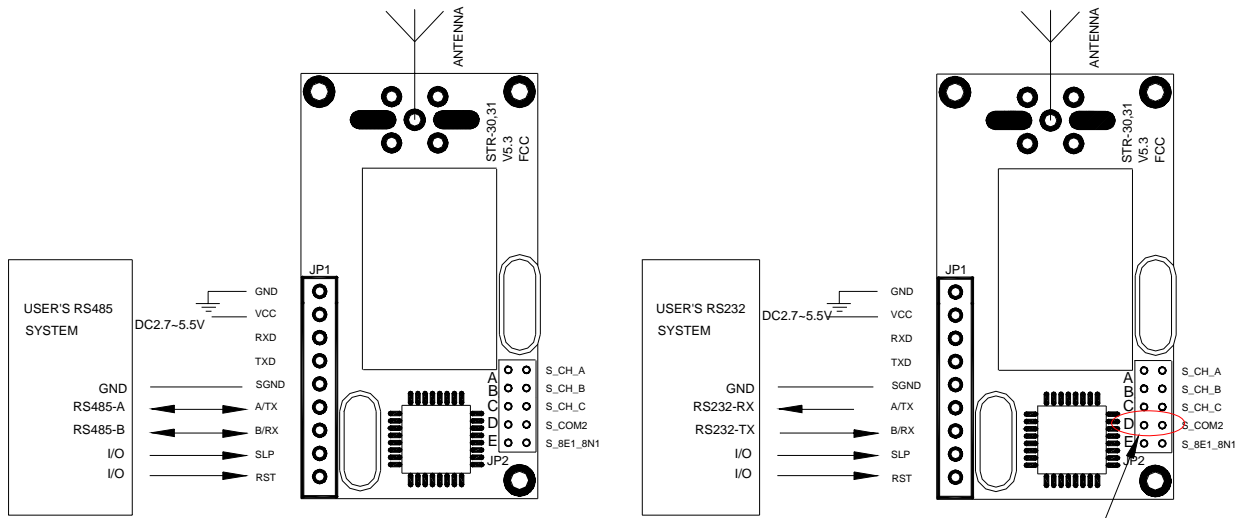 ANTENNA
STR-30,31
V5.3
FCC
JP1
USER'S RS485
SYSTEM
DC2.7~5.5V
GND
VCC
RXD
TXD
GND
SGND
RS485-A
A/TX
RS485-B
B/RX
I/O
SLP
I/O
RST
A
B
C
D
E
S_CH_A
S_CH_B
S_CH_C
S_COM2
S_8E1_8N1
JP2
ANTENNA
STR-30,31
V5.3
FCC
JP1
USER'S RS232
SYSTEM
DC2.7~5.5V
GND
VCC
RXD
TXD
GND
SGND
RS232-RX
A/TX
RS232-TX
B/RX
I/O
SLP
I/O
RST
A
B
C
D
E
S_CH_A
S_CH_B
S_CH_C
S_COM2
S_8E1_8N1
JP2